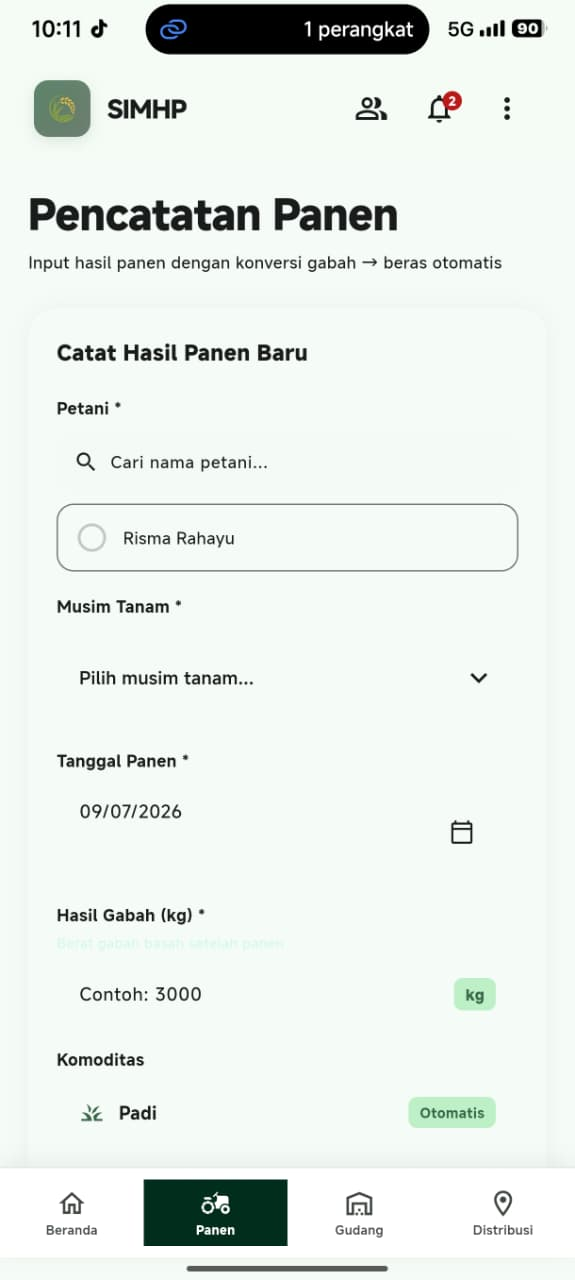 10:11
1 perangkat
5G
90
SIMHP
2
Pencatatan Panen
Input hasil panen dengan konversi gabah → beras otomatis
Catat Hasil Panen Baru
Petani *
Cari nama petani...
Risma Rahayu
Musim Tanam *
Pilih musim tanam...
Tanggal Panen *
09/07/2026
Hasil Gabah (kg) *
Berat gabah basah setelah panen
Contoh: 3000
kg
Komoditas
Padi
Otomatis
Beranda
Panen
Gudang
Distribusi